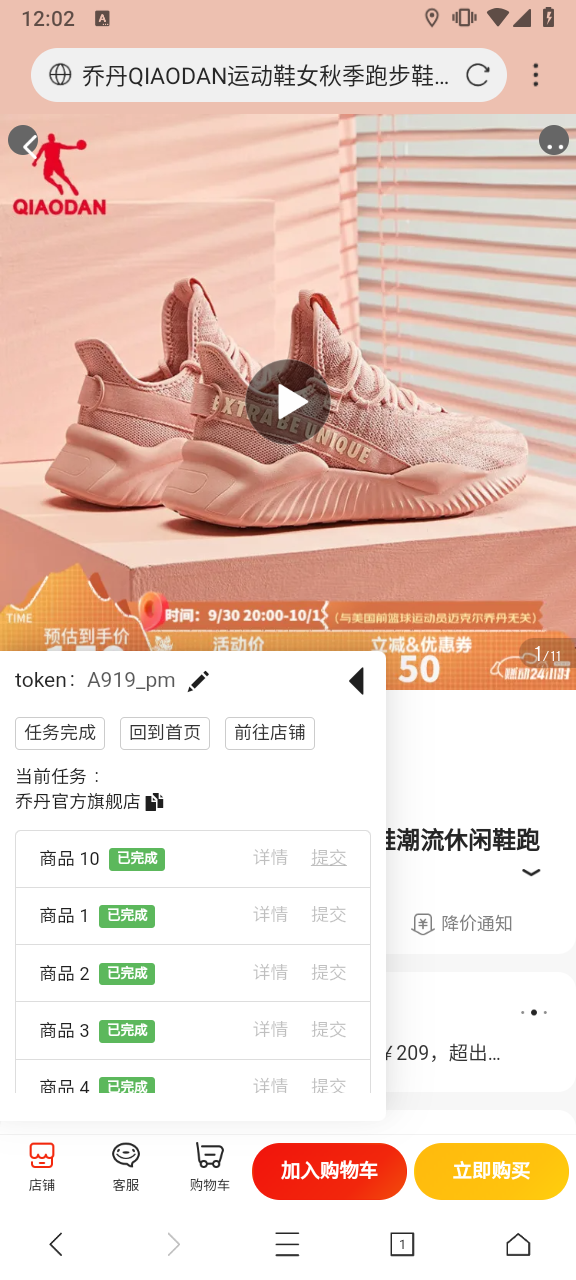 12:02
A
乔丹QIAODAN运动鞋女秋季跑步鞋...
QIAODAN
EXTRA BE UNIQUE
TIME
时间：9/30 20:00-10/1
(与美国前篮球运动员迈克尔乔丹无关)
预估到手价
活动价
立减&优惠券
50
1/11
token： A919_pm
任务完成 回到首页 前往店铺
当前任务：
乔丹官方旗舰店
商品 10 已完成 详情 提交
商品 1 已完成 详情 提交
商品 2 已完成 详情 提交
商品 3 已完成 详情 提交
商品 4 已完成 详情 提交
鞋潮流休闲鞋跑
降价通知
¥209，超出...
店铺
客服
购物车
加入购物车
立即购买
1